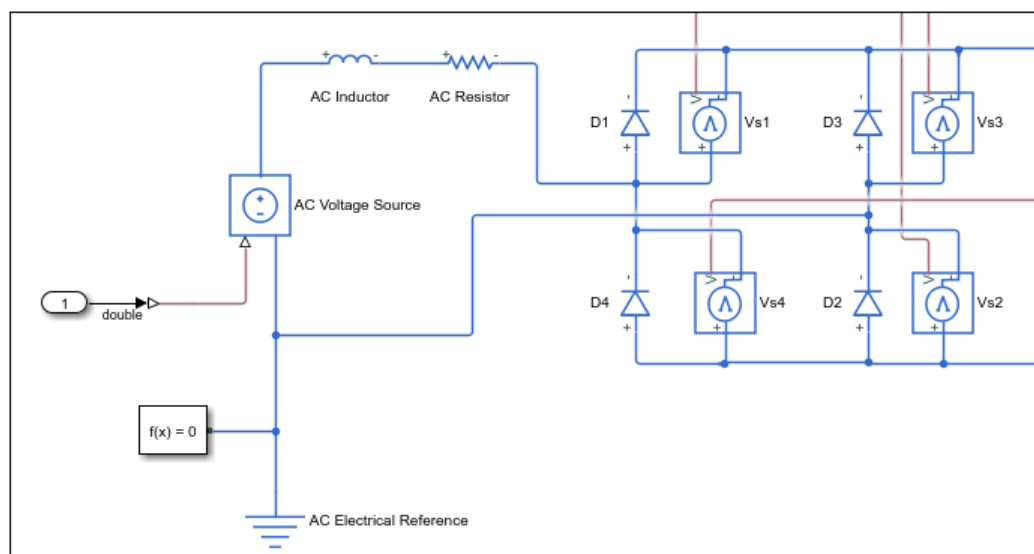 AC Inductor
AC Resistor
D1
V
Vs1
D3
V
Vs3
AC Voltage Source
1
double
D4
V
Vs4
D2
V
Vs2
f(x) = 0
AC Electrical Reference